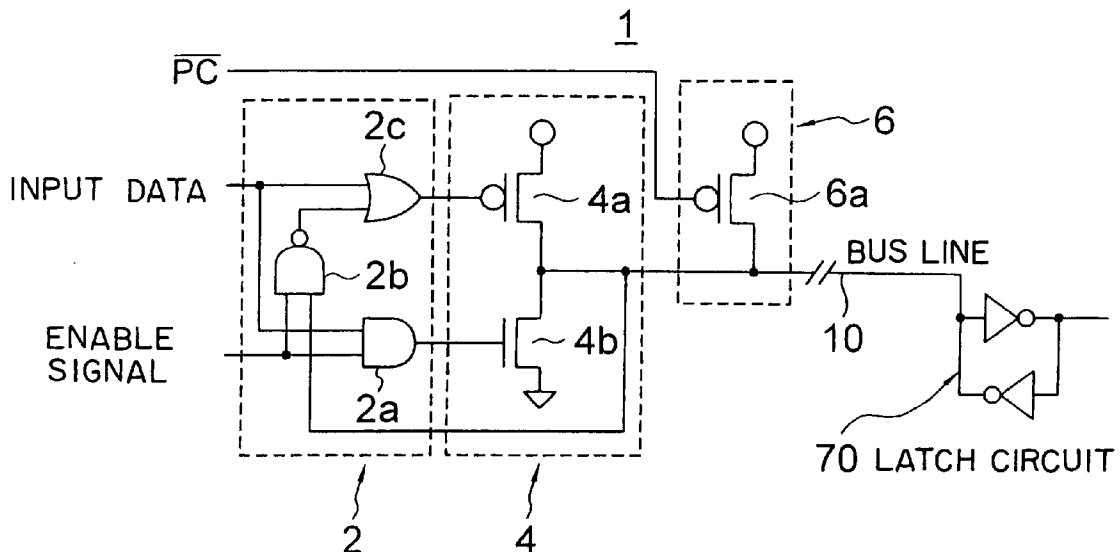 1
PC
6
2c
INPUT DATA
4a
6a
BUS LINE
2b
ENABLE
SIGNAL
4b
10
2a
70 LATCH CIRCUIT
2
4